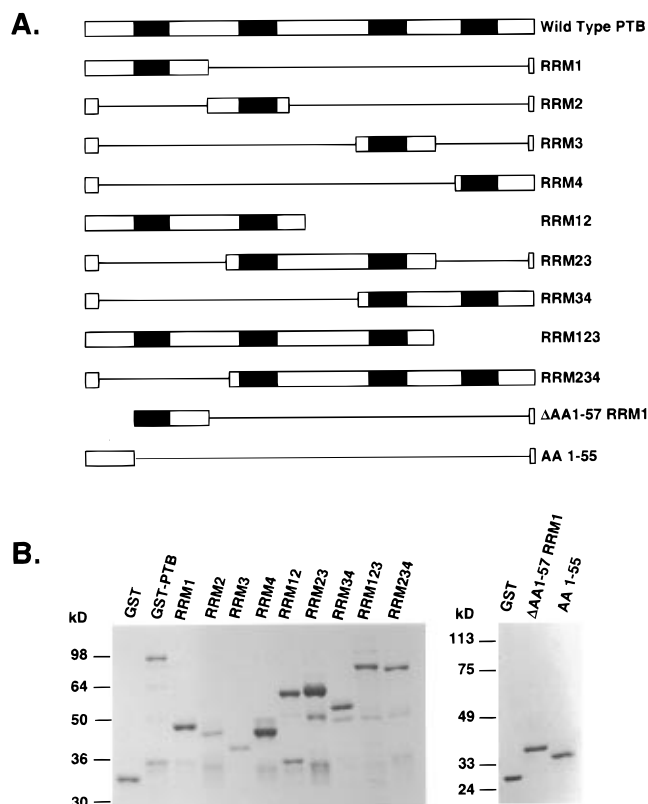 A.
Wild Type PTB
RRM1
RRM2
RRM3
RRM4
RRM12
RRM23
RRM34
RRM123
RRM234
ΔAA1-57 RRM1
AA 1-55
B.
kD
GST
GST-PTB
RRM1
RRM2
RRM3
RRM4
RRM12
RRM23
RRM34
RRM123
RRM234
98
64
50
36
30
kD
GST
ΔAA1-57 RRM1
AA 1-55
113
75
49
33
24